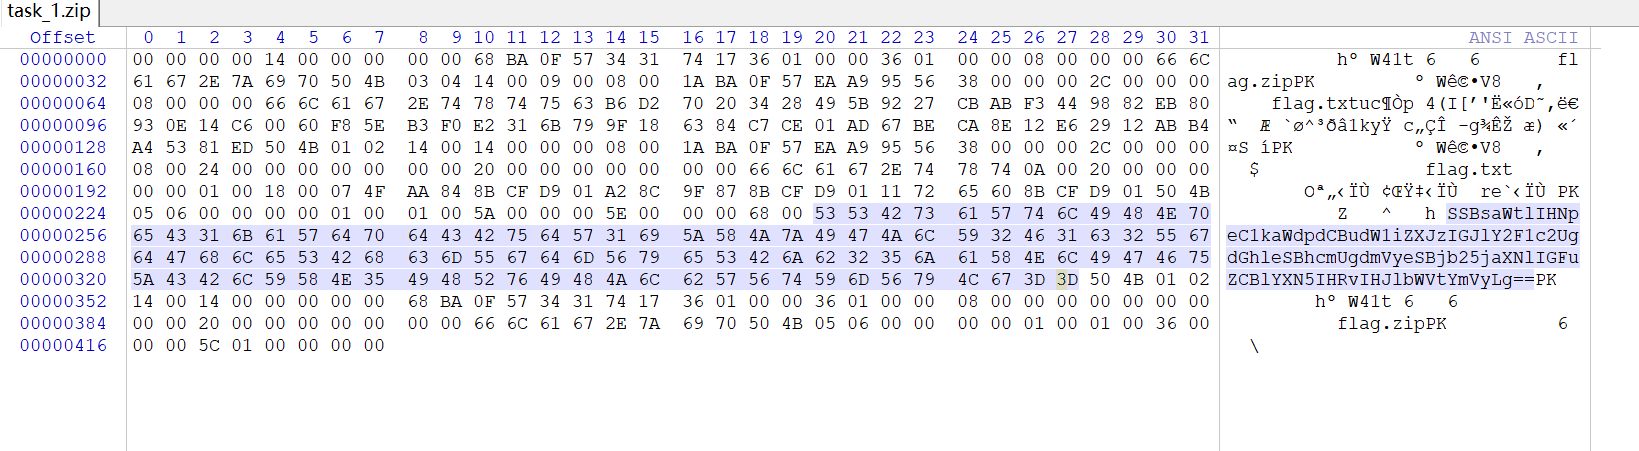 task_1.zip
Offset 0 1 2 3 4 5 6 7 8 9 10 11 12 13 14 15 16 17 18 19 20 21 22 23 24 25 26 27 28 29 30 31 ANSI ASCII
00000000 00 00 00 00 14 00 00 00 00 00 68 BA 0F 57 34 31 74 17 36 01 00 00 36 01 00 00 08 00 00 00 66 6C hº W41t 6 6 fl
00000032 61 67 2E 7A 69 70 50 4B 03 04 14 00 09 00 08 00 1A BA 0F 57 EA A9 95 56 38 00 00 00 2C 00 00 00 ag.zipPK º Wê©•V8 ,
00000064 08 00 00 00 66 6C 61 67 2E 74 78 74 75 63 B6 D2 70 20 34 28 49 5B 92 27 CB AB F3 44 98 82 EB 80 flag.txtuc¶Òp 4(I[’'Ë«óD˜‚ë€
00000096 93 0E 14 C6 00 60 F8 5E B3 F0 E2 31 6B 79 9F 18 63 84 C7 CE 01 AD 67 BE CA 8E 12 E6 29 12 AB B4 “ Æ `ø^³ðâ1kyŸ c„ÇÎ -g¾ÊŽ æ) «´
00000128 A4 53 81 ED 50 4B 01 02 14 00 14 00 00 00 08 00 1A BA 0F 57 EA A9 95 56 38 00 00 00 2C 00 00 00 ¤S íPK º Wê©•V8 ,
00000160 08 00 24 00 00 00 00 00 00 00 20 00 00 00 00 00 00 00 66 6C 61 67 2E 74 78 74 0A 00 20 00 00 00 $ flag.txt
00000192 00 00 01 00 18 00 07 4F AA 84 8B CF D9 01 A2 8C 9F 87 8B CF D9 01 11 72 65 60 8B CF D9 01 50 4B Oª„‹ÏÙ ¢ŒŸ‡‹ÏÙ re`‹ÏÙ PK
00000224 05 06 00 00 00 00 01 00 01 00 5A 00 00 00 5E 00 00 00 68 00 53 53 42 73 61 57 74 6C 49 48 4E 70 Z ^ h SSBsaWtlIHNp
00000256 65 43 31 6B 61 57 64 70 64 43 42 75 64 57 31 69 5A 58 4A 7A 49 47 4A 6C 59 32 46 31 63 32 55 67 eC1kaWdpdCBudW1iZXJzIGJlY2F1c2Ug
00000288 64 47 68 6C 65 53 42 68 63 6D 55 67 64 6D 56 79 65 53 42 6A 62 32 35 6A 61 58 4E 6C 49 47 46 75 dGhleSBhcmUgdmVyeSBjb25jaXNlIGFu
00000320 5A 43 42 6C 59 58 4E 35 49 48 52 76 49 48 4A 6C 62 57 56 74 59 6D 56 79 4C 67 3D 3D 50 4B 01 02 ZCBlYXN5IHRvIHJlbWVtYmVyLg==PK
00000352 14 00 14 00 00 00 00 00 68 BA 0F 57 34 31 74 17 36 01 00 00 36 01 00 00 08 00 00 00 00 00 00 00 hº W41t 6 6
00000384 00 00 20 00 00 00 00 00 00 00 66 6C 61 67 2E 7A 69 70 50 4B 05 06 00 00 00 00 01 00 01 00 36 00 flag.zipPK 6
00000416 00 00 5C 01 00 00 00 00 \